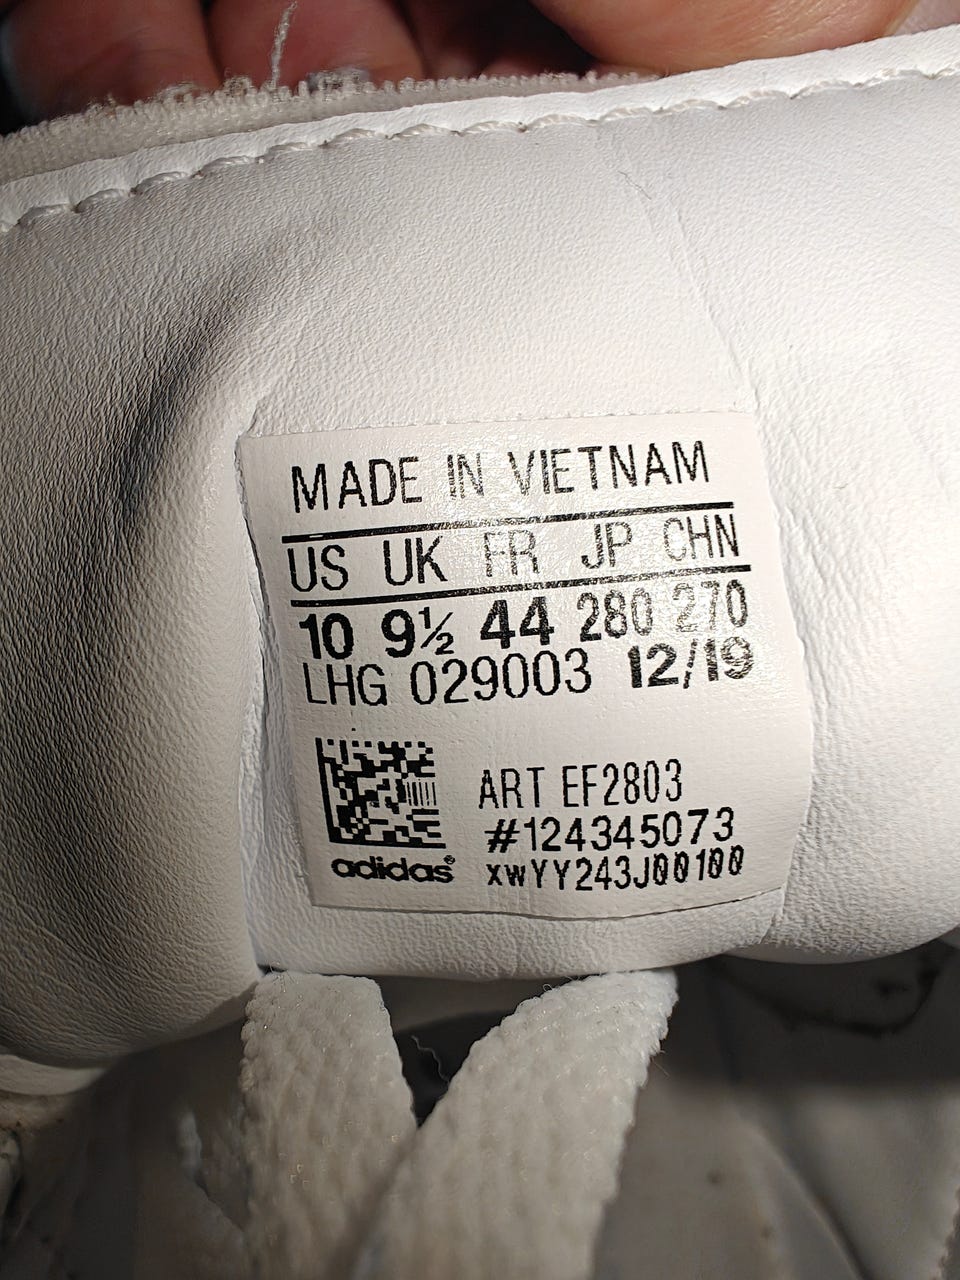 MADE IN VIETNAM
US UK FR JP CHN
10 9½ 44 280 270
LHG 029003 12/19
ART EF2803
#124345073
adidas® xwYY243J00100